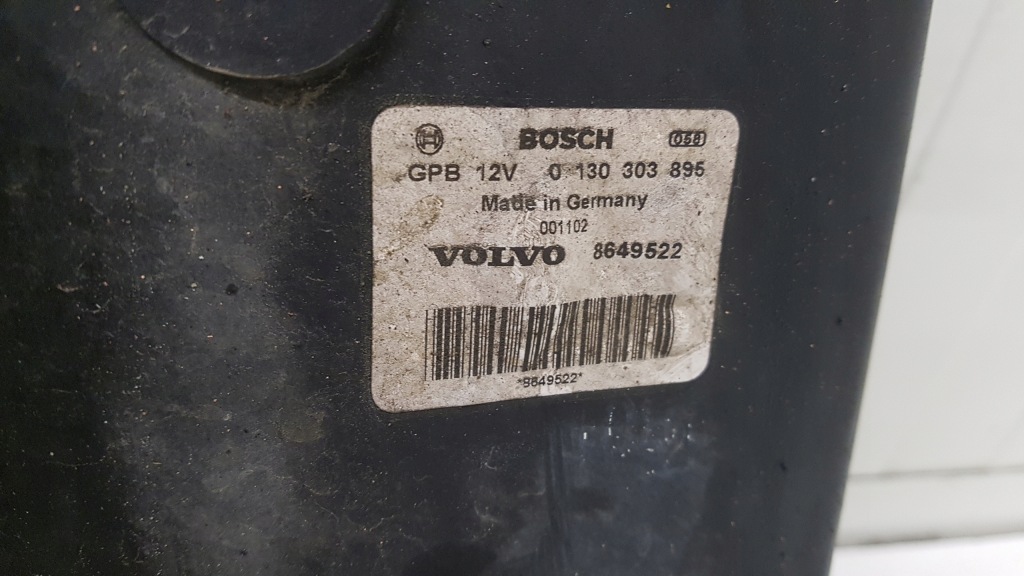 BOSCH 058
GPB 12V 0 130 303 895
Made in Germany
001102
VOLVO 8649522
*8649522*